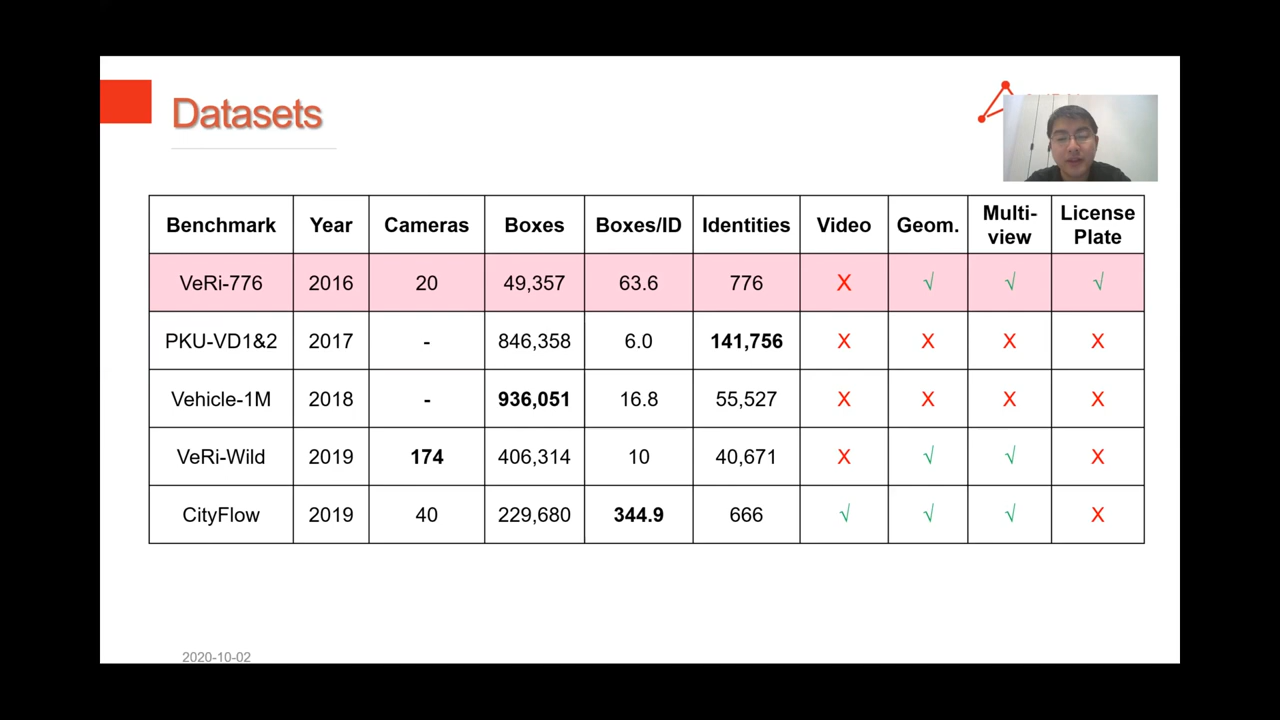 Datasets
Benchmark Year Cameras Boxes Boxes/ID Identities Video Geom. Multi-view License Plate
VeRi-776 2016 20 49,357 63.6 776 X √ √ √
PKU-VD1&2 2017 - 846,358 6.0 141,756 X X X X
Vehicle-1M 2018 - 936,051 16.8 55,527 X X X X
VeRi-Wild 2019 174 406,314 10 40,671 X √ √ X
CityFlow 2019 40 229,680 344.9 666 √ √ √ X
2020-10-02